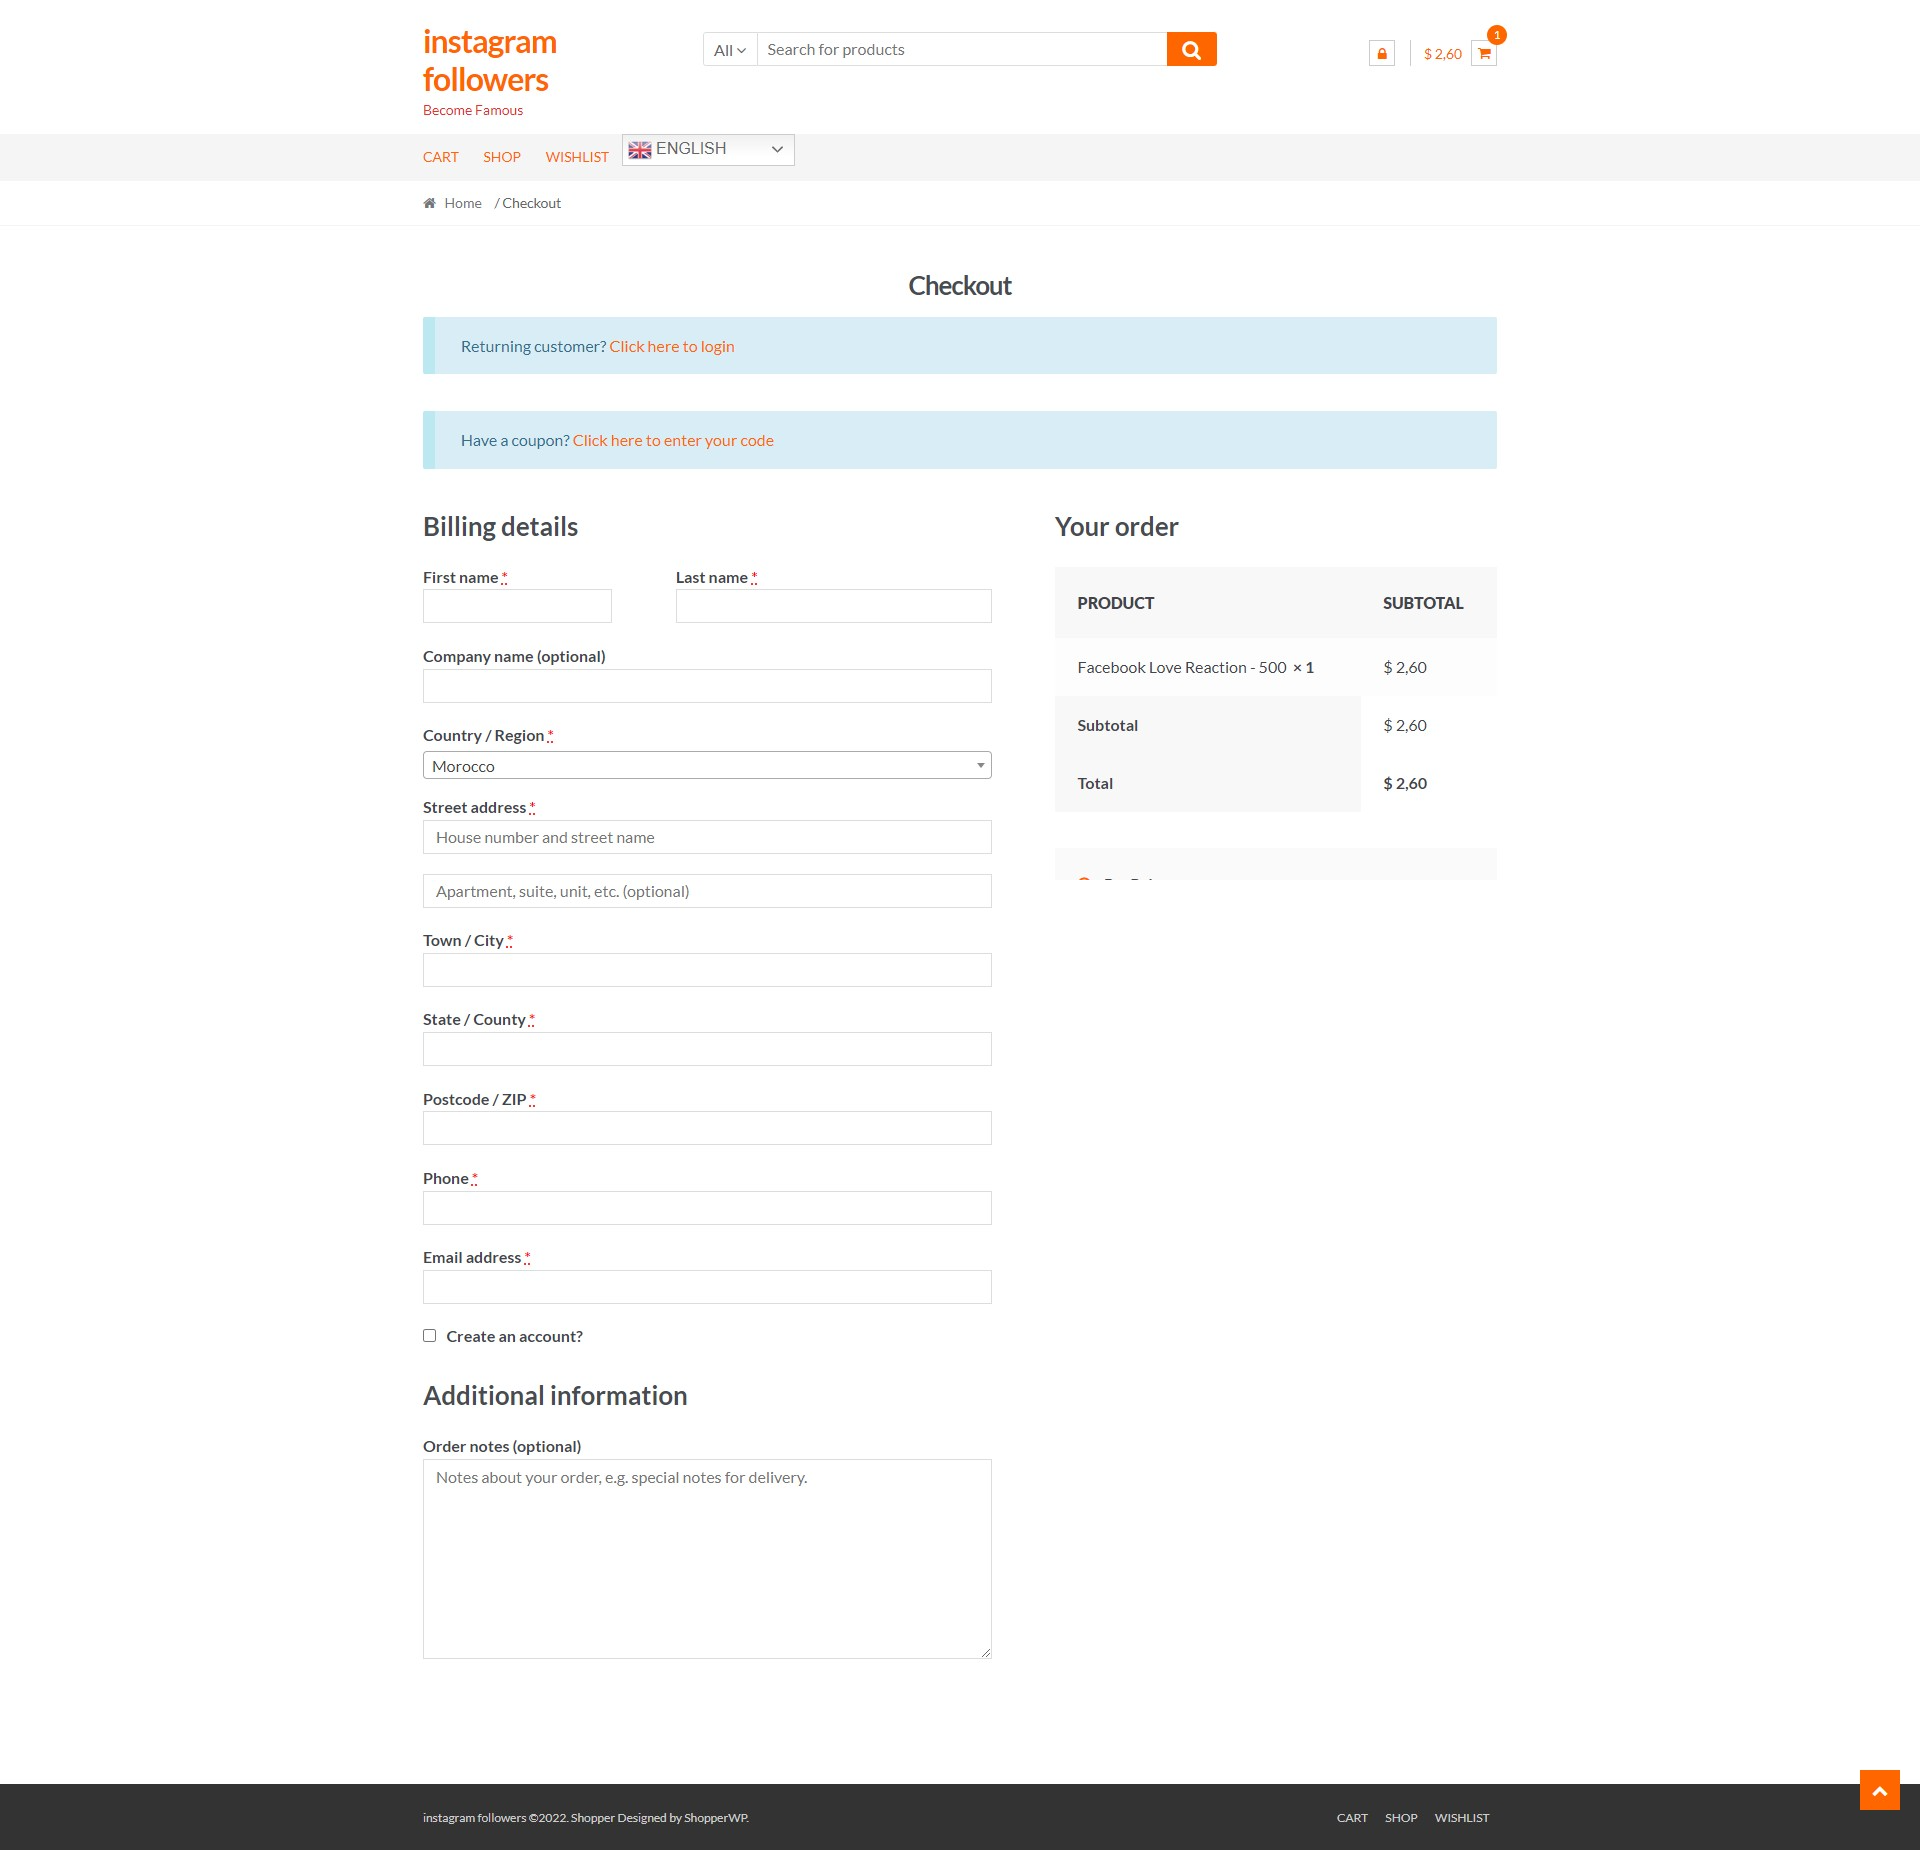 instagram
followers
Become Famous
All
Search for products
$ 2,60
1
CART
SHOP
WISHLIST
ENGLISH
Home / Checkout
Checkout
Returning customer? Click here to login
Have a coupon? Click here to enter your code
Billing details
First name *
Last name *
Company name (optional)
Country / Region *
Morocco
Street address *
House number and street name
Apartment, suite, unit, etc. (optional)
Town / City *
State / County *
Postcode / ZIP *
Phone *
Email address *
Create an account?
Additional information
Order notes (optional)
Notes about your order, e.g. special notes for delivery.
Your order
PRODUCT SUBTOTAL
Facebook Love Reaction - 500 × 1 $ 2,60
Subtotal $ 2,60
Total $ 2,60
instagram followers ©2022. Shopper Designed by ShopperWP.
CART SHOP WISHLIST